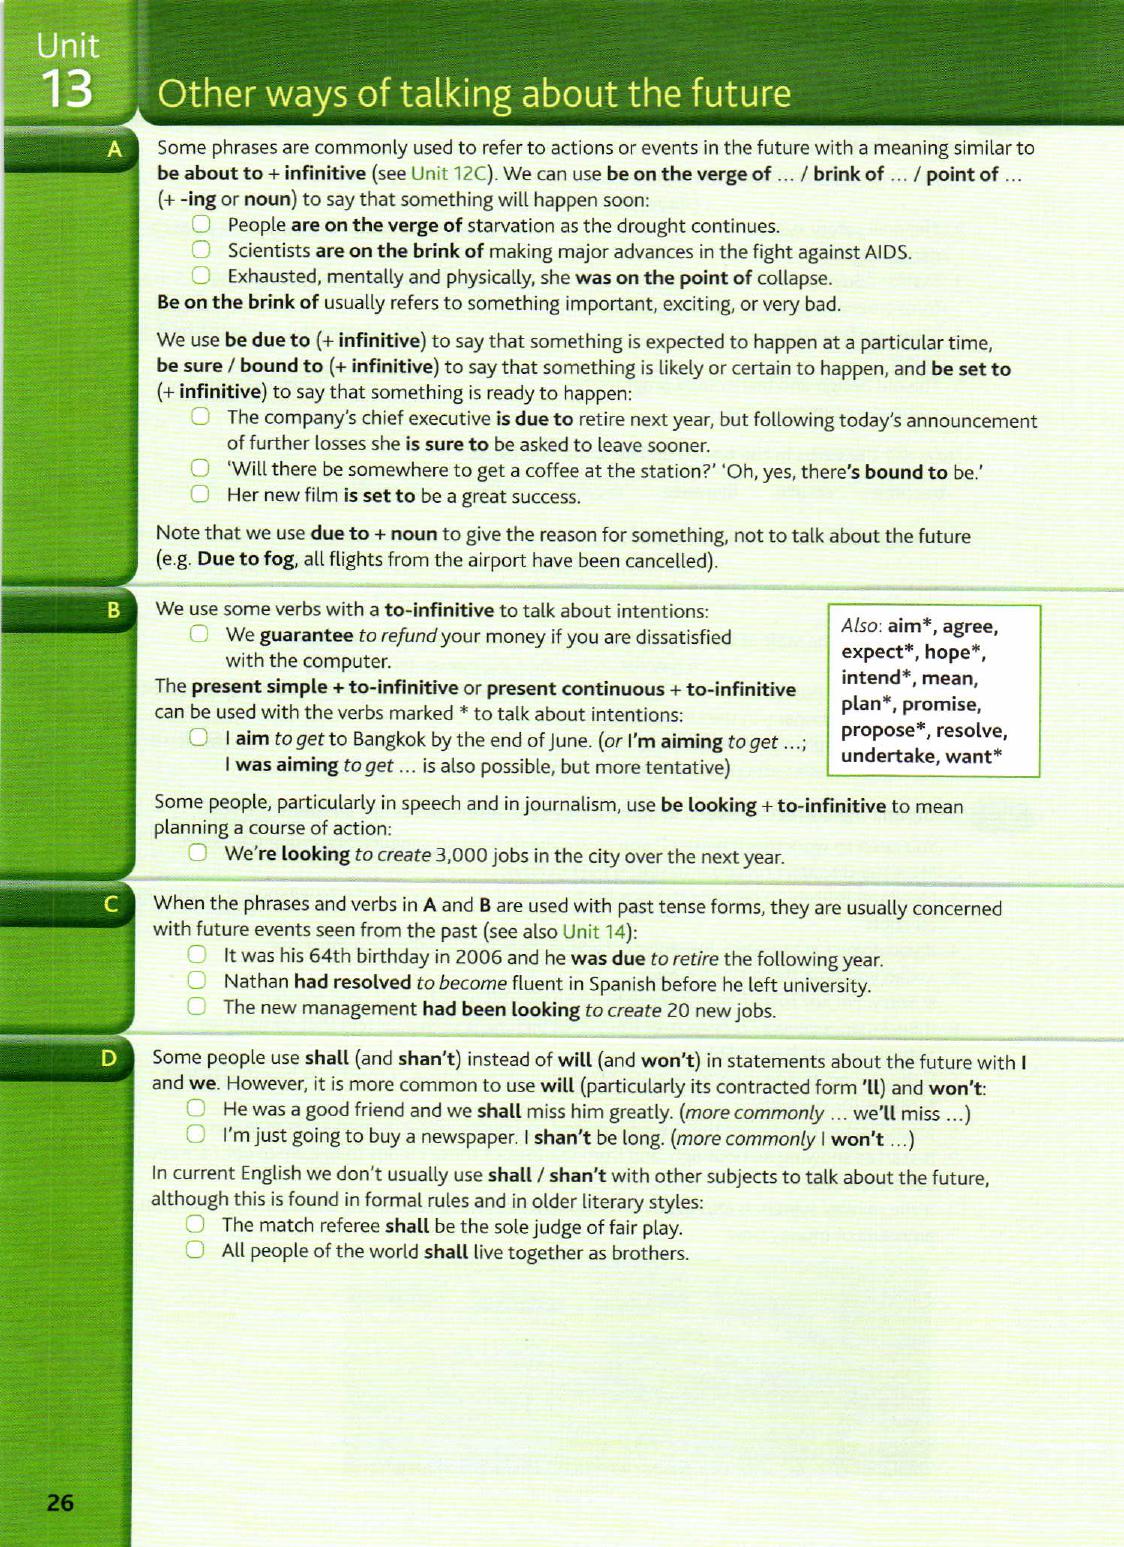 Unit
13
Other ways of talking about the future
A
Some phrases are commonly used to refer to actions or events in the future with a meaning similar to
be about to + infinitive (see Unit 12C). We can use be on the verge of ... / brink of ... / point of ...
(+ -ing or noun) to say that something will happen soon:
People are on the verge of starvation as the drought continues.
Scientists are on the brink of making major advances in the fight against AIDS.
Exhausted, mentally and physically, she was on the point of collapse.
Be on the brink of usually refers to something important, exciting, or very bad.
We use be due to (+ infinitive) to say that something is expected to happen at a particular time,
be sure / bound to (+ infinitive) to say that something is likely or certain to happen, and be set to
(+ infinitive) to say that something is ready to happen:
The company's chief executive is due to retire next year, but following today's announcement
of further losses she is sure to be asked to leave sooner.
'Will there be somewhere to get a coffee at the station?' 'Oh, yes, there's bound to be.'
Her new film is set to be a great success.
Note that we use due to + noun to give the reason for something, not to talk about the future
(e.g. Due to fog, all flights from the airport have been cancelled).
B
We use some verbs with a to-infinitive to talk about intentions:
We guarantee to refund your money if you are dissatisfied
with the computer.
The present simple + to-infinitive or present continuous + to-infinitive
can be used with the verbs marked * to talk about intentions:
I aim to get to Bangkok by the end of June. (or I'm aiming to get ...;
I was aiming to get ... is also possible, but more tentative)
Also: aim*, agree,
expect*, hope*,
intend*, mean,
plan*, promise,
propose*, resolve,
undertake, want*
Some people, particularly in speech and in journalism, use be looking + to-infinitive to mean
planning a course of action:
We're looking to create 3,000 jobs in the city over the next year.
C
When the phrases and verbs in A and B are used with past tense forms, they are usually concerned
with future events seen from the past (see also Unit 14):
It was his 64th birthday in 2006 and he was due to retire the following year.
Nathan had resolved to become fluent in Spanish before he left university.
The new management had been looking to create 20 new jobs.
D
Some people use shall (and shan't) instead of will (and won't) in statements about the future with I
and we. However, it is more common to use will (particularly its contracted form 'll) and won't:
He was a good friend and we shall miss him greatly. (more commonly ... we'll miss ...)
I'm just going to buy a newspaper. I shan't be long. (more commonly I won't ...)
In current English we don't usually use shall / shan't with other subjects to talk about the future,
although this is found in formal rules and in older literary styles:
The match referee shall be the sole judge of fair play.
All people of the world shall live together as brothers.
26